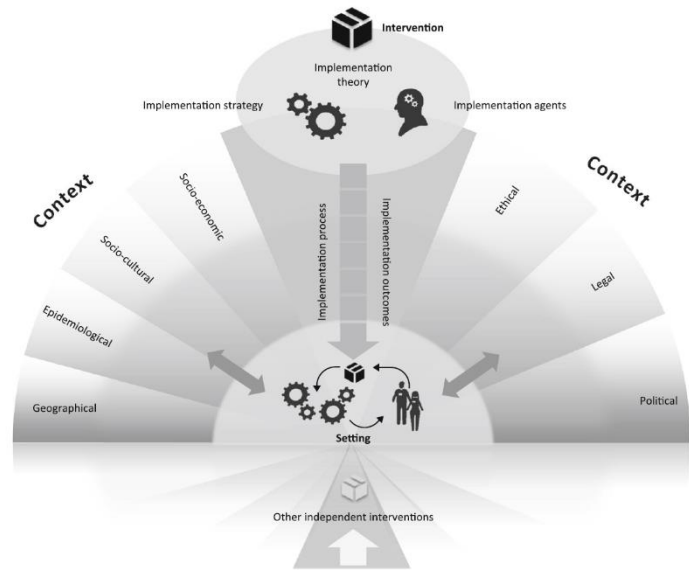 Intervention
Implementation
theory
Implementation strategy
Implementation agents
Context
Context
Socio-economic
Ethical
Socio-cultural
Legal
Implementation process
Implementation outcomes
Epidemiological
Geographical
Political
Setting
Other independent interventions